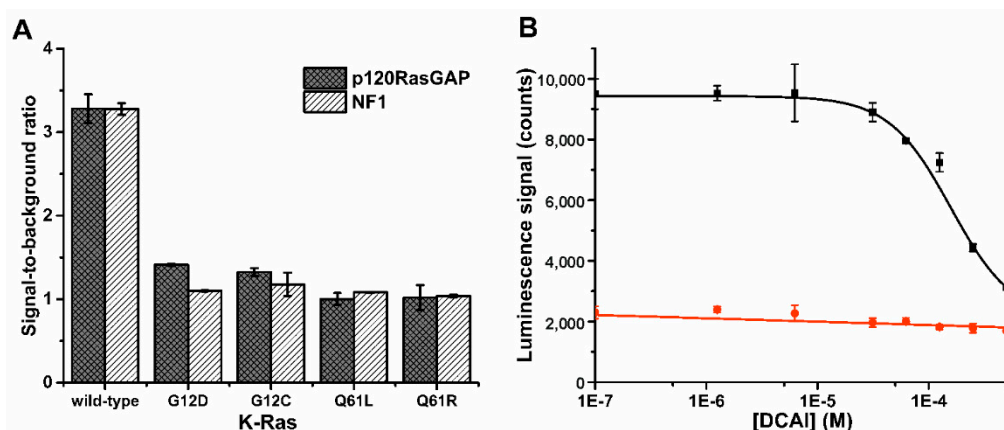 A
Signal-to-background ratio
4
3
2
1
0
p120RasGAP
NF1
wild-type G12D G12C Q61L Q61R
K-Ras
B
Luminescence signal (counts)
10,000
8,000
6,000
4,000
2,000
0
1E-7 1E-6 1E-5 1E-4
[DCAI] (M)